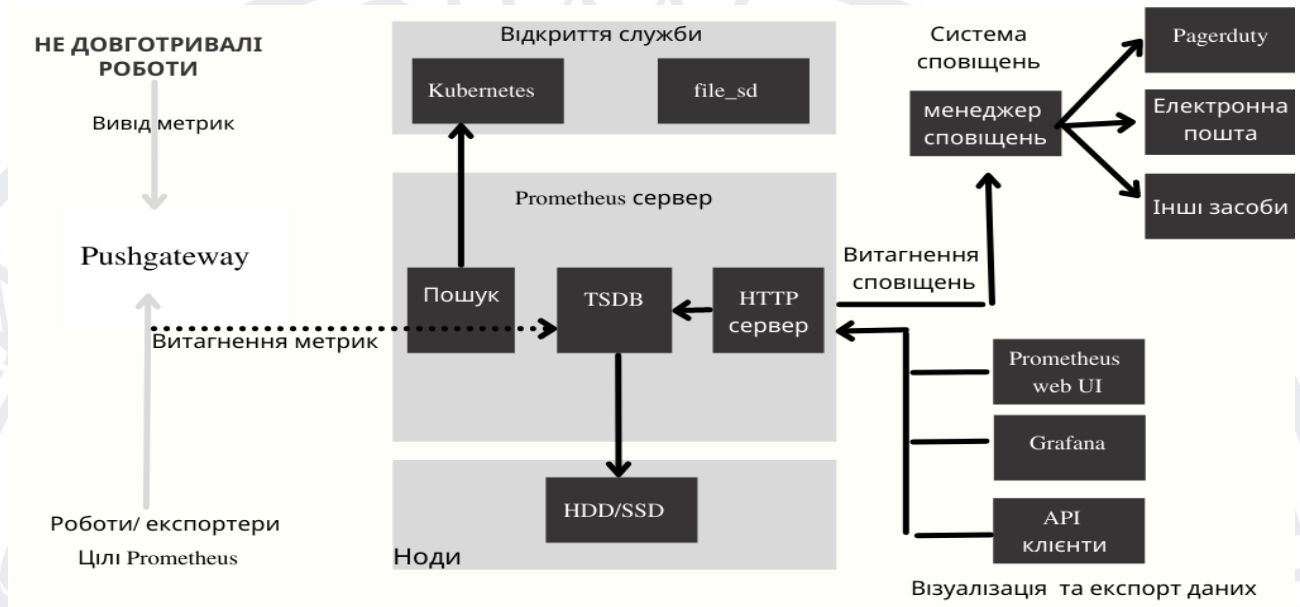 НЕ ДОВГОТРИВАЛІ
РОБОТИ
Вивід метрик
Pushgateway
Витагнення метрик
Роботи/ експортери
Цілі Prometheus
Відкриття служби
Kubernetes
file_sd
Prometheus сервер
Пошук
TSDB
HTTP
сервер
HDD/SSD
Ноди
Система
сповіщень
менеджер
сповіщень
Pagerduty
Електронна
пошта
Інші засоби
Витагнення
сповіщень
Prometheus
web UI
Grafana
API
клієнти
Візуалізація та експорт даних